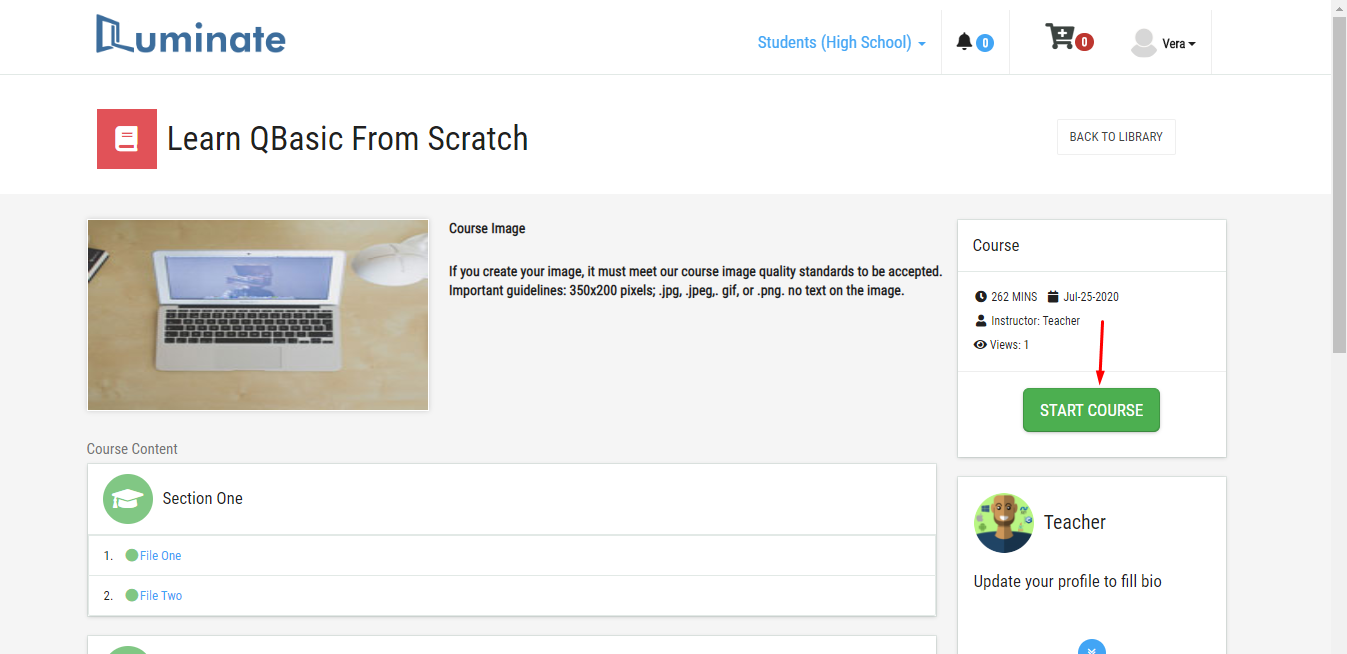 Luminate
Students (High School)
0
0
Vera
Learn QBasic From Scratch
BACK TO LIBRARY
Course Image
If you create your image, it must meet our course image quality standards to be accepted.
Important guidelines: 350x200 pixels; .jpg, .jpeg,. gif, or .png. no text on the image.
Course
262 MINS Jul-25-2020
Instructor: Teacher
Views: 1
START COURSE
Course Content
Section One
1. File One
2. File Two
Teacher
Update your profile to fill bio